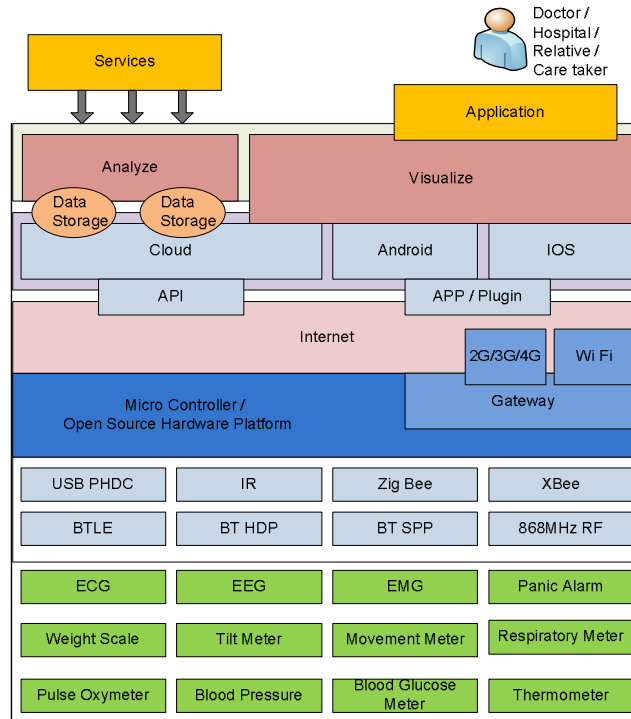 Doctor /
Hospital /
Relative /
Care taker
Services
Application
Analyze
Visualize
Data
Storage
Data
Storage
Cloud
Android
IOS
API
APP / Plugin
Internet
2G/3G/4G
Wi Fi
Gateway
Micro Controller /
Open Source Hardware Platform
USB PHDC
IR
Zig Bee
XBee
BTLE
BT HDP
BT SPP
868MHz RF
ECG
EEG
EMG
Panic Alarm
Weight Scale
Tilt Meter
Movement Meter
Respiratory Meter
Pulse Oxymeter
Blood Pressure
Blood Glucose
Meter
Thermometer